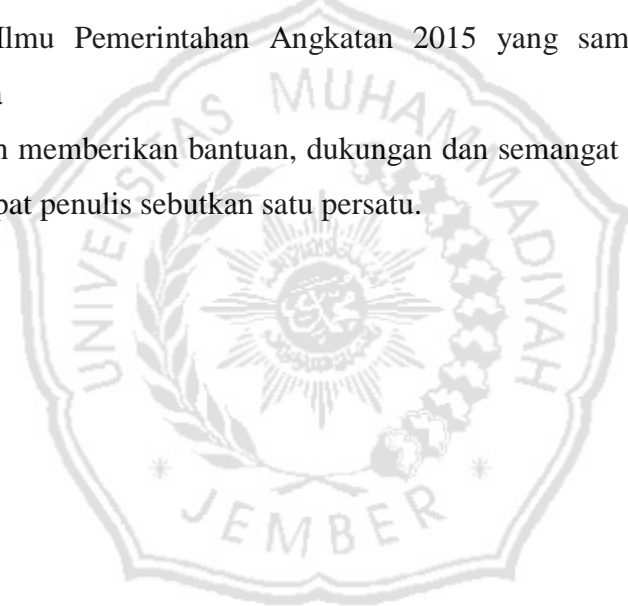 Ilmu Pemerintahan Angkatan 2015 yang sam
a
n memberikan bantuan, dukungan dan semangat
pat penulis sebutkan satu persatu.
UNIVERSITAS MUHAMMADIYAH
JEMBER